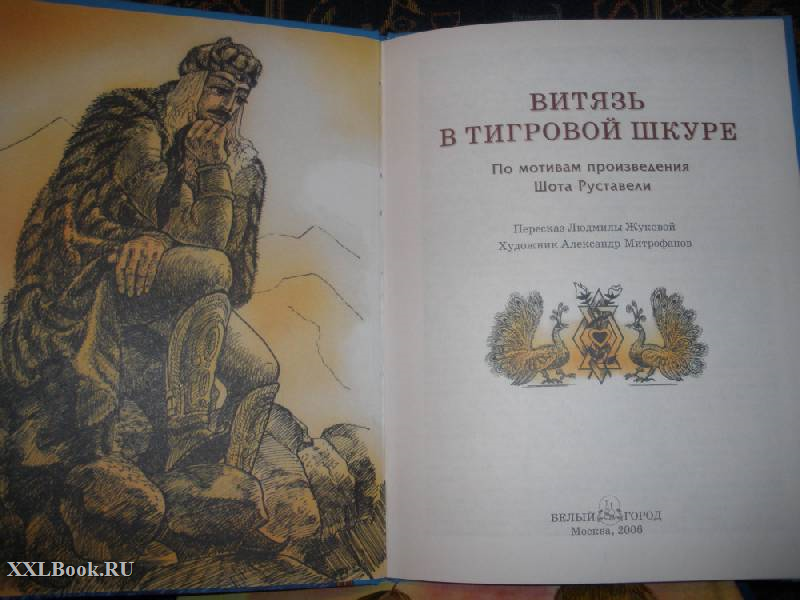 ВИТЯЗЬ
В ТИГРОВОЙ ШКУРЕ
По мотивам произведения
Шота Руставели
Пересказ Людмилы Жуковой
Художник Александр Митрофанов
БЕЛЫЙ ГОРОД
Москва, 2006
XXLBook.RU